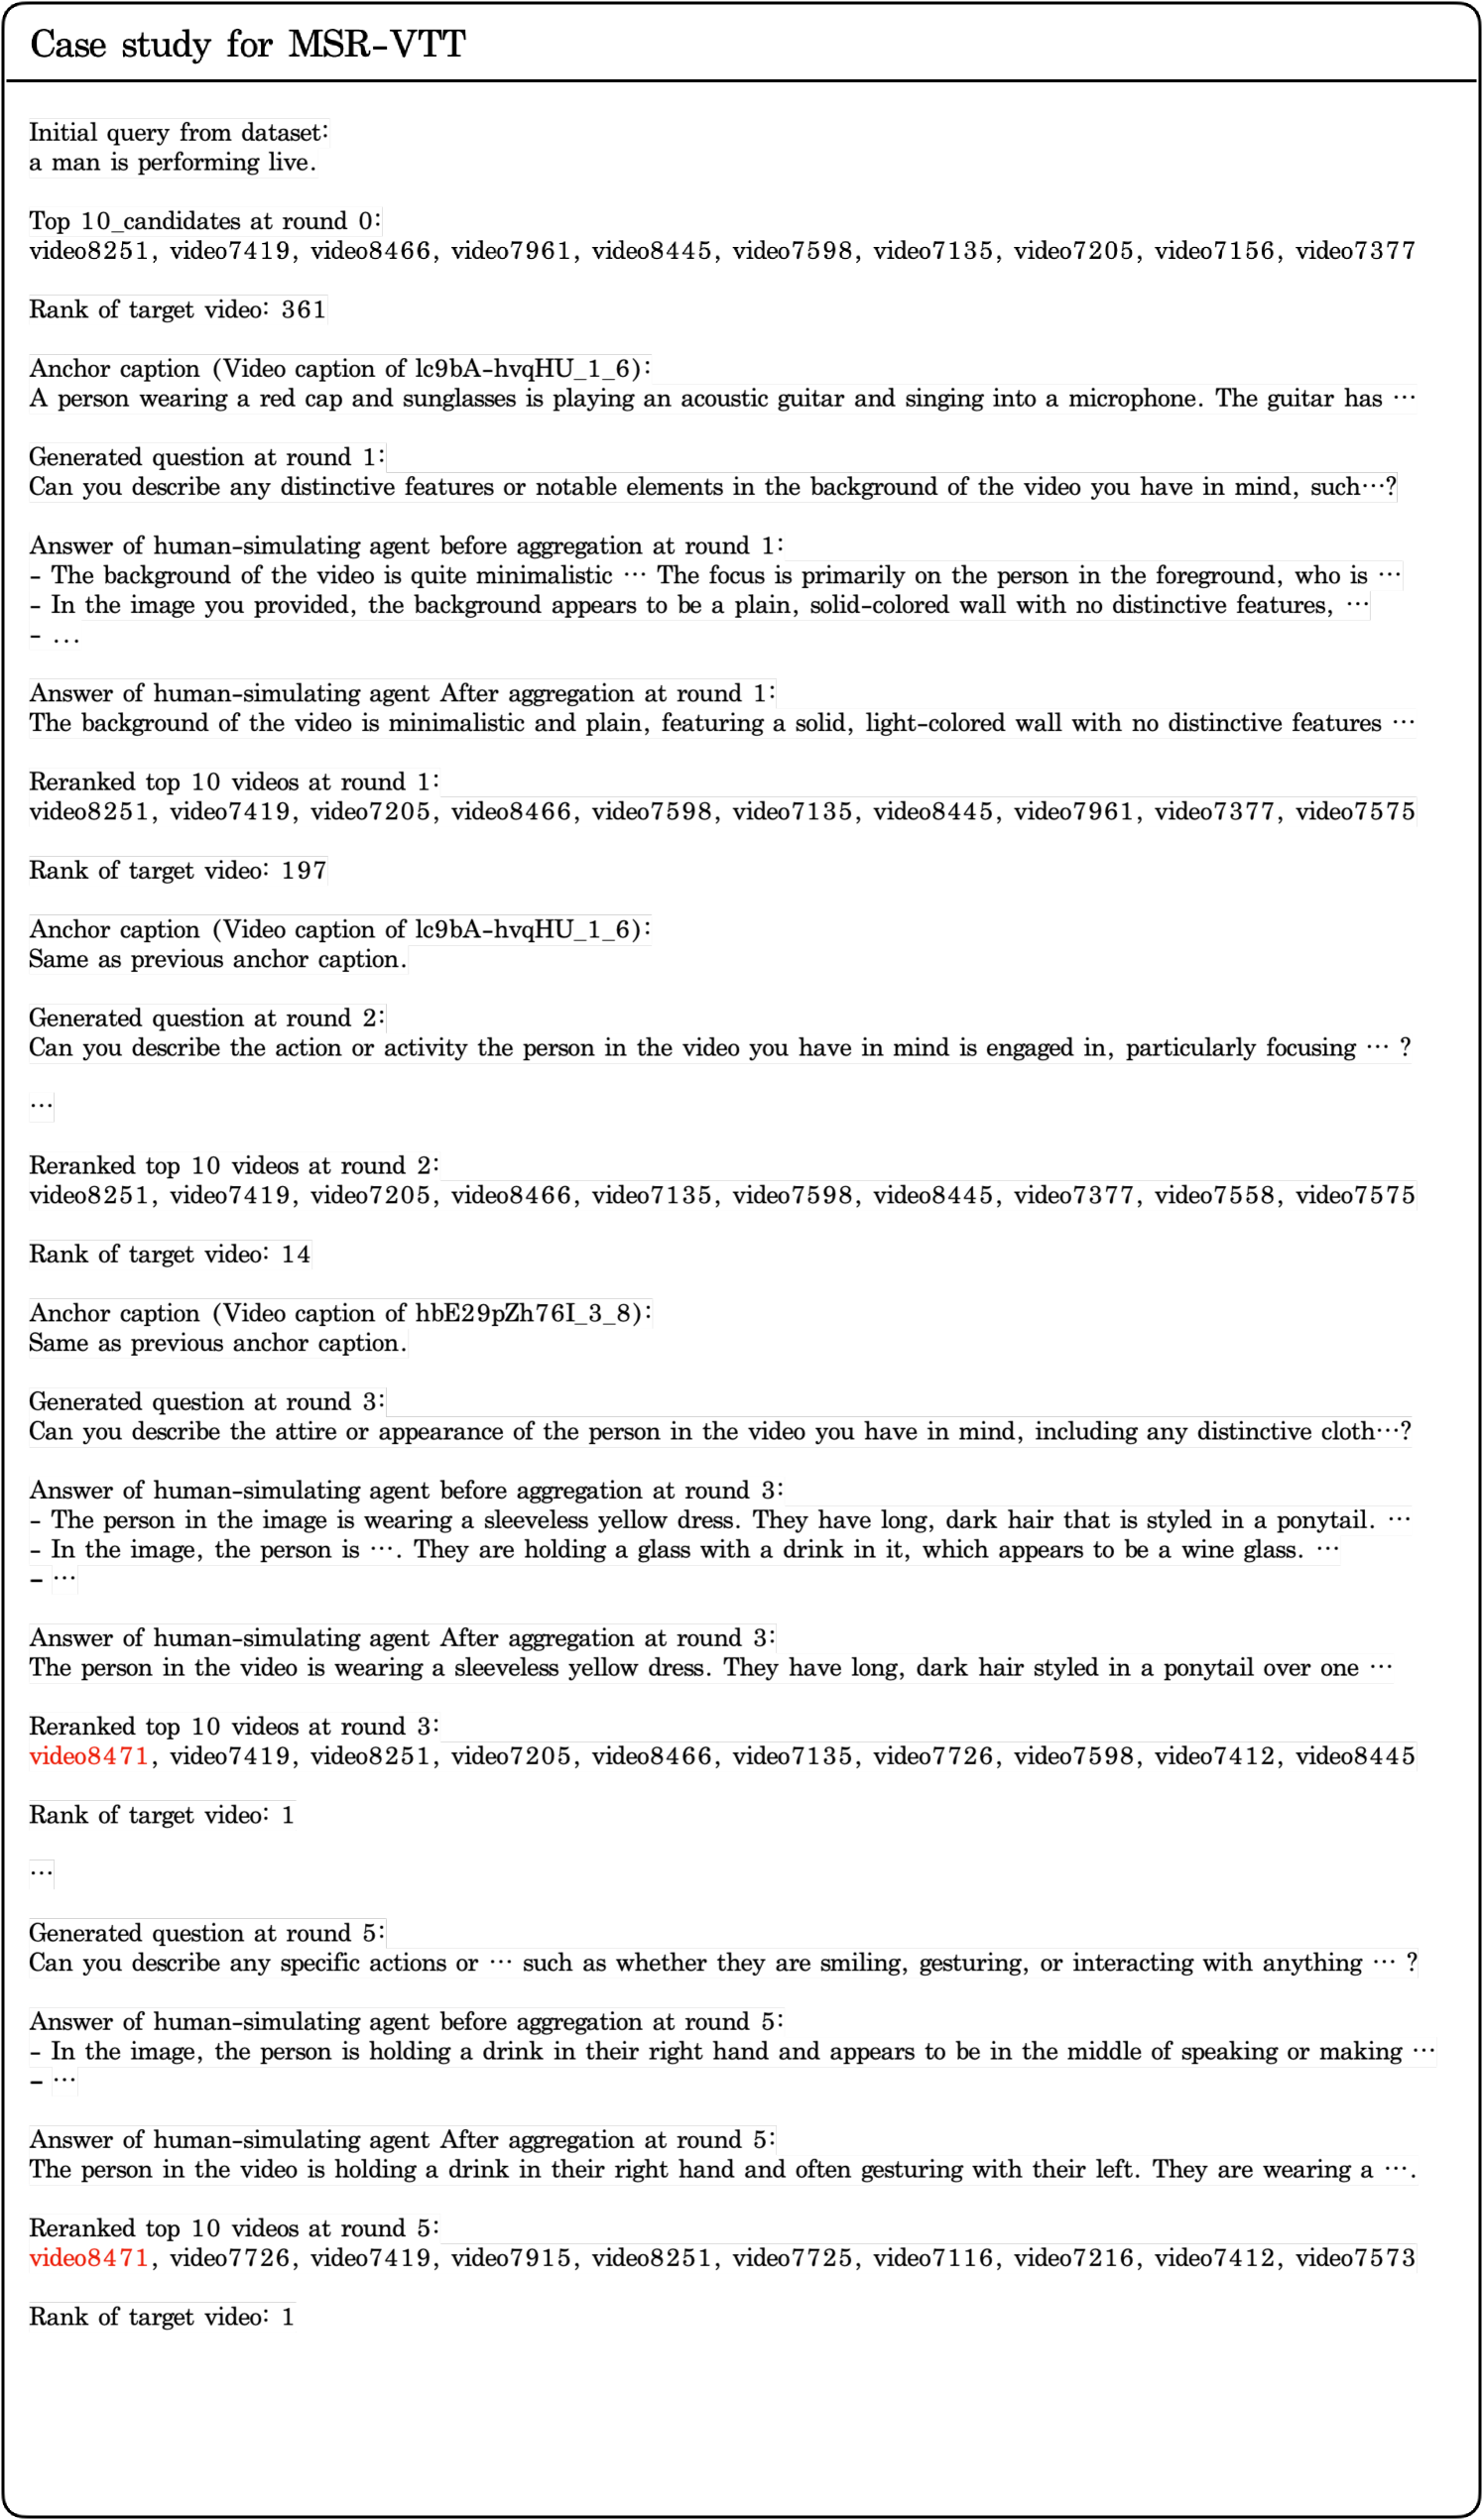 Case study for MSR-VTT
Initial query from dataset:
a man is performing live.
Top 10_candidates at round 0:
video8251, video7419, video8466, video7961, video8445, video7598, video7135, video7205, video7156, video7377
Rank of target video: 361
Anchor caption (Video caption of lc9bA-hvqHU_1_6):
A person wearing a red cap and sunglasses is playing an acoustic guitar and singing into a microphone. The guitar has ⋯
Generated question at round 1:
Can you describe any distinctive features or notable elements in the background of the video you have in mind, such⋯?
Answer of human-simulating agent before aggregation at round 1:
- The background of the video is quite minimalistic ⋯ The focus is primarily on the person in the foreground, who is ⋯
- In the image you provided, the background appears to be a plain, solid-colored wall with no distinctive features, ⋯
- ...
Answer of human-simulating agent After aggregation at round 1:
The background of the video is minimalistic and plain, featuring a solid, light-colored wall with no distinctive features ⋯
Reranked top 10 videos at round 1:
video8251, video7419, video7205, video8466, video7598, video7135, video8445, video7961, video7377, video7575
Rank of target video: 197
Anchor caption (Video caption of lc9bA-hvqHU_1_6):
Same as previous anchor caption.
Generated question at round 2:
Can you describe the action or activity the person in the video you have in mind is engaged in, particularly focusing ⋯ ?
⋯
Reranked top 10 videos at round 2:
video8251, video7419, video7205, video8466, video7135, video7598, video8445, video7377, video7558, video7575
Rank of target video: 14
Anchor caption (Video caption of hbE29pZh76I_3_8):
Same as previous anchor caption.
Generated question at round 3:
Can you describe the attire or appearance of the person in the video you have in mind, including any distinctive cloth⋯?
Answer of human-simulating agent before aggregation at round 3:
- The person in the image is wearing a sleeveless yellow dress. They have long, dark hair that is styled in a ponytail. ⋯
- In the image, the person is ⋯. They are holding a glass with a drink in it, which appears to be a wine glass. ⋯
- ⋯
Answer of human-simulating agent After aggregation at round 3:
The person in the video is wearing a sleeveless yellow dress. They have long, dark hair styled in a ponytail over one ⋯
Reranked top 10 videos at round 3:
video8471, video7419, video8251, video7205, video8466, video7135, video7726, video7598, video7412, video8445
Rank of target video: 1
⋯
Generated question at round 5:
Can you describe any specific actions or ⋯ such as whether they are smiling, gesturing, or interacting with anything ⋯ ?
Answer of human-simulating agent before aggregation at round 5:
- In the image, the person is holding a drink in their right hand and appears to be in the middle of speaking or making ⋯
- ⋯
Answer of human-simulating agent After aggregation at round 5:
The person in the video is holding a drink in their right hand and often gesturing with their left. They are wearing a ⋯.
Reranked top 10 videos at round 5:
video8471, video7726, video7419, video7915, video8251, video7725, video7116, video7216, video7412, video7573
Rank of target video: 1